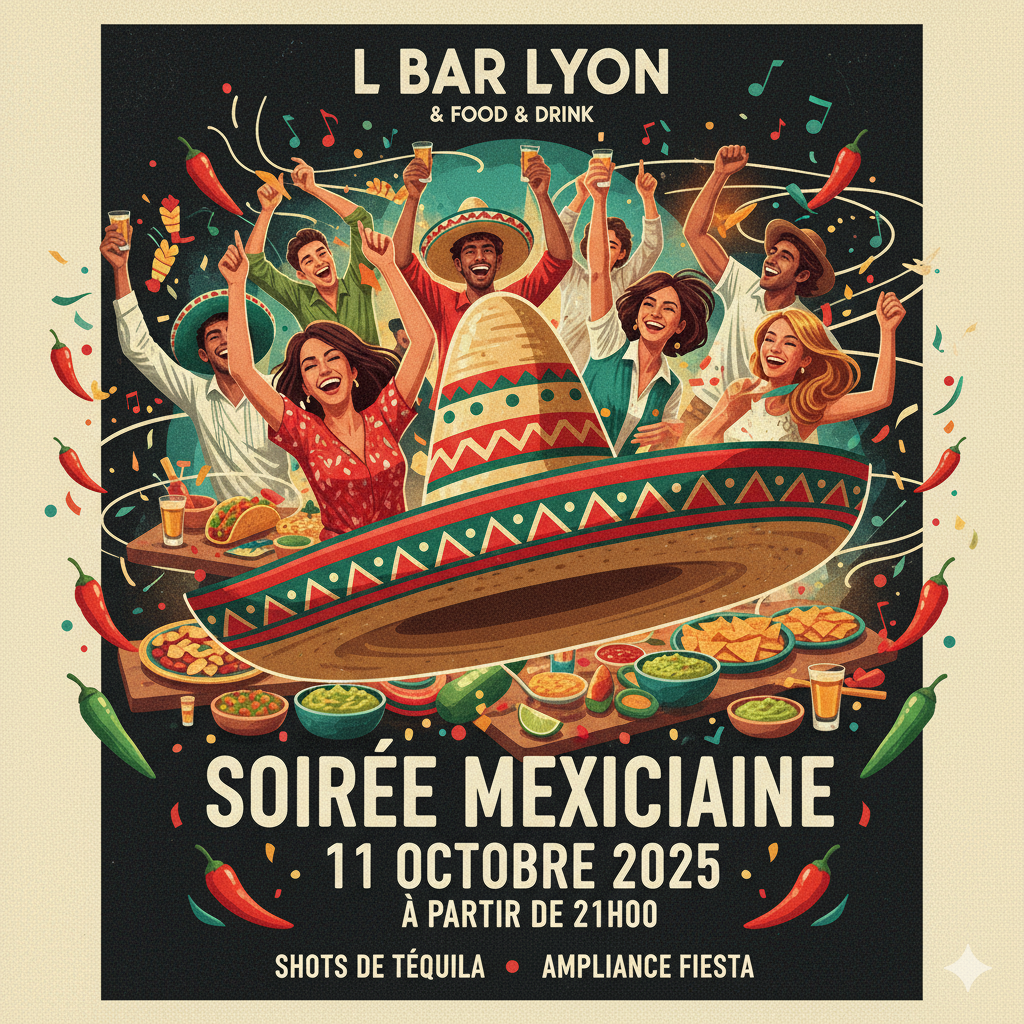 L BAR LYON
& FOOD & DRINK
SOIRÉE MEXICIAINE
11 OCTOBRE 2025
À PARTIR DE 21H00
SHOTS DE TÉQUILA • AMPLIANCE FIESTA